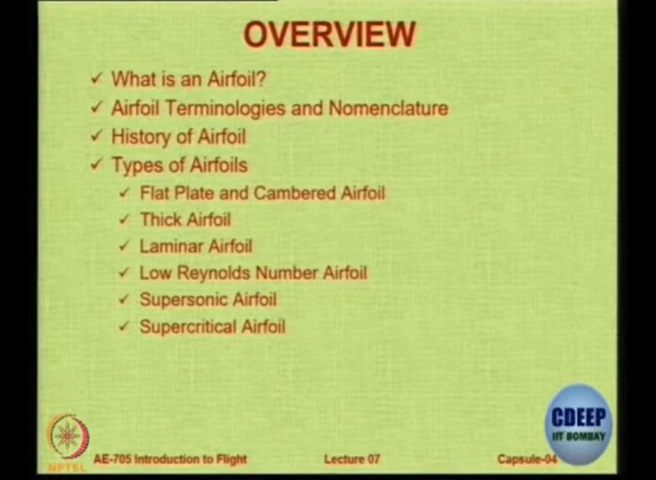 OVERVIEW
✓ What is an Airfoil?
✓ Airfoil Terminologies and Nomenclature
✓ History of Airfoil
✓ Types of Airfoils
✓ Flat Plate and Cambered Airfoil
✓ Thick Airfoil
✓ Laminar Airfoil
✓ Low Reynolds Number Airfoil
✓ Supersonic Airfoil
✓ Supercritical Airfoil
CDEEP
IIT BOMBAY
NPTEL
AE-705 Introduction to Flight Lecture 07 Capsule-04